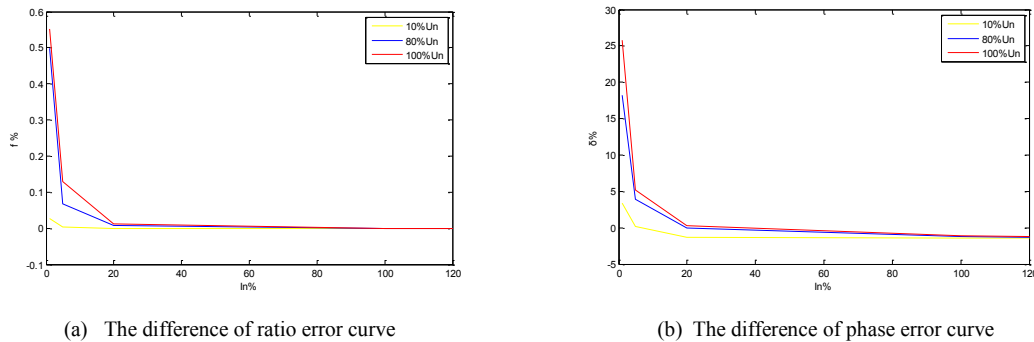 0.6
0.5
0.4
0.3
0.2
0.1
0
-0.1
f %
0 20 40 60 80 100 120
In%
10%Un
80%Un
100%Un
(a) The difference of ratio error curve
30
25
20
15
10
5
0
-5
δ%
0 20 40 60 80 100 120
In%
10%Un
80%Un
100%Un
(b) The difference of phase error curve